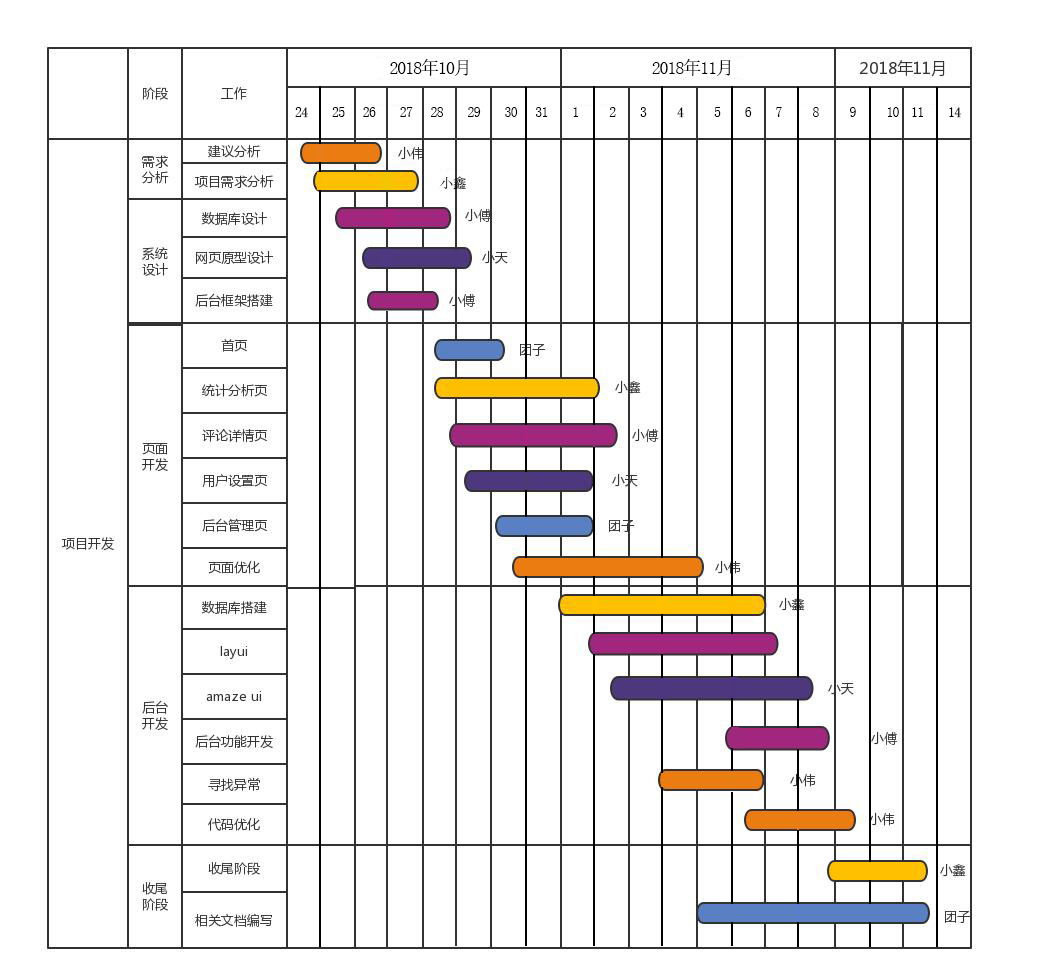 2018年10月 2018年11月 2018年11月
阶段 工作
24 25 26 27 28 29 30 31 1 2 3 4 5 6 7 8 9 10 11 14
项目开发
需求
分析
建议分析 小伟
项目需求分析 小鑫
系统
设计
数据库设计 小傅
网页原型设计 小天
后台框架搭建 小傅
页面
开发
首页 团子
统计分析页 小鑫
评论详情页 小傅
用户设置页 小天
后台管理页 团子
页面优化 小伟
后台
开发
数据库搭建 小鑫
layui
amaze ui 小天
后台功能开发 小傅
寻找异常 小伟
代码优化 小伟
收尾
阶段
收尾阶段 小鑫
相关文档编写 团子